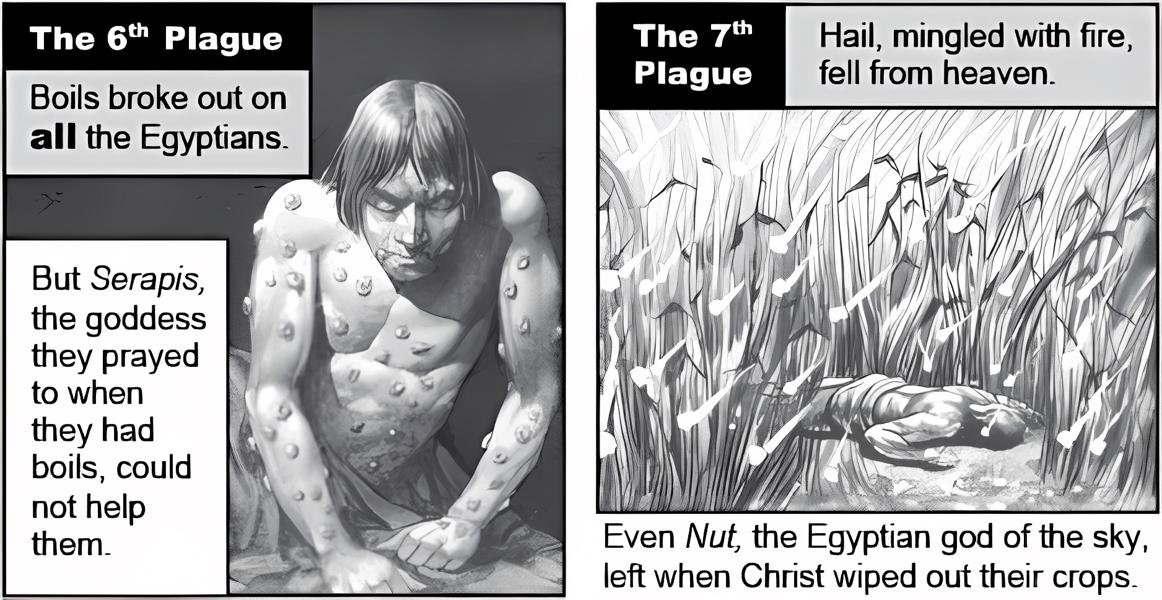 The 6th Plague
Boils broke out on
all the Egyptians.
But Serapis,
the goddess
they prayed
to when
they had
boils, could
not help
them.
The 7th
Plague
Hail, mingled with fire,
fell from heaven.
Even Nut, the Egyptian god of the sky,
left when Christ wiped out their crops.